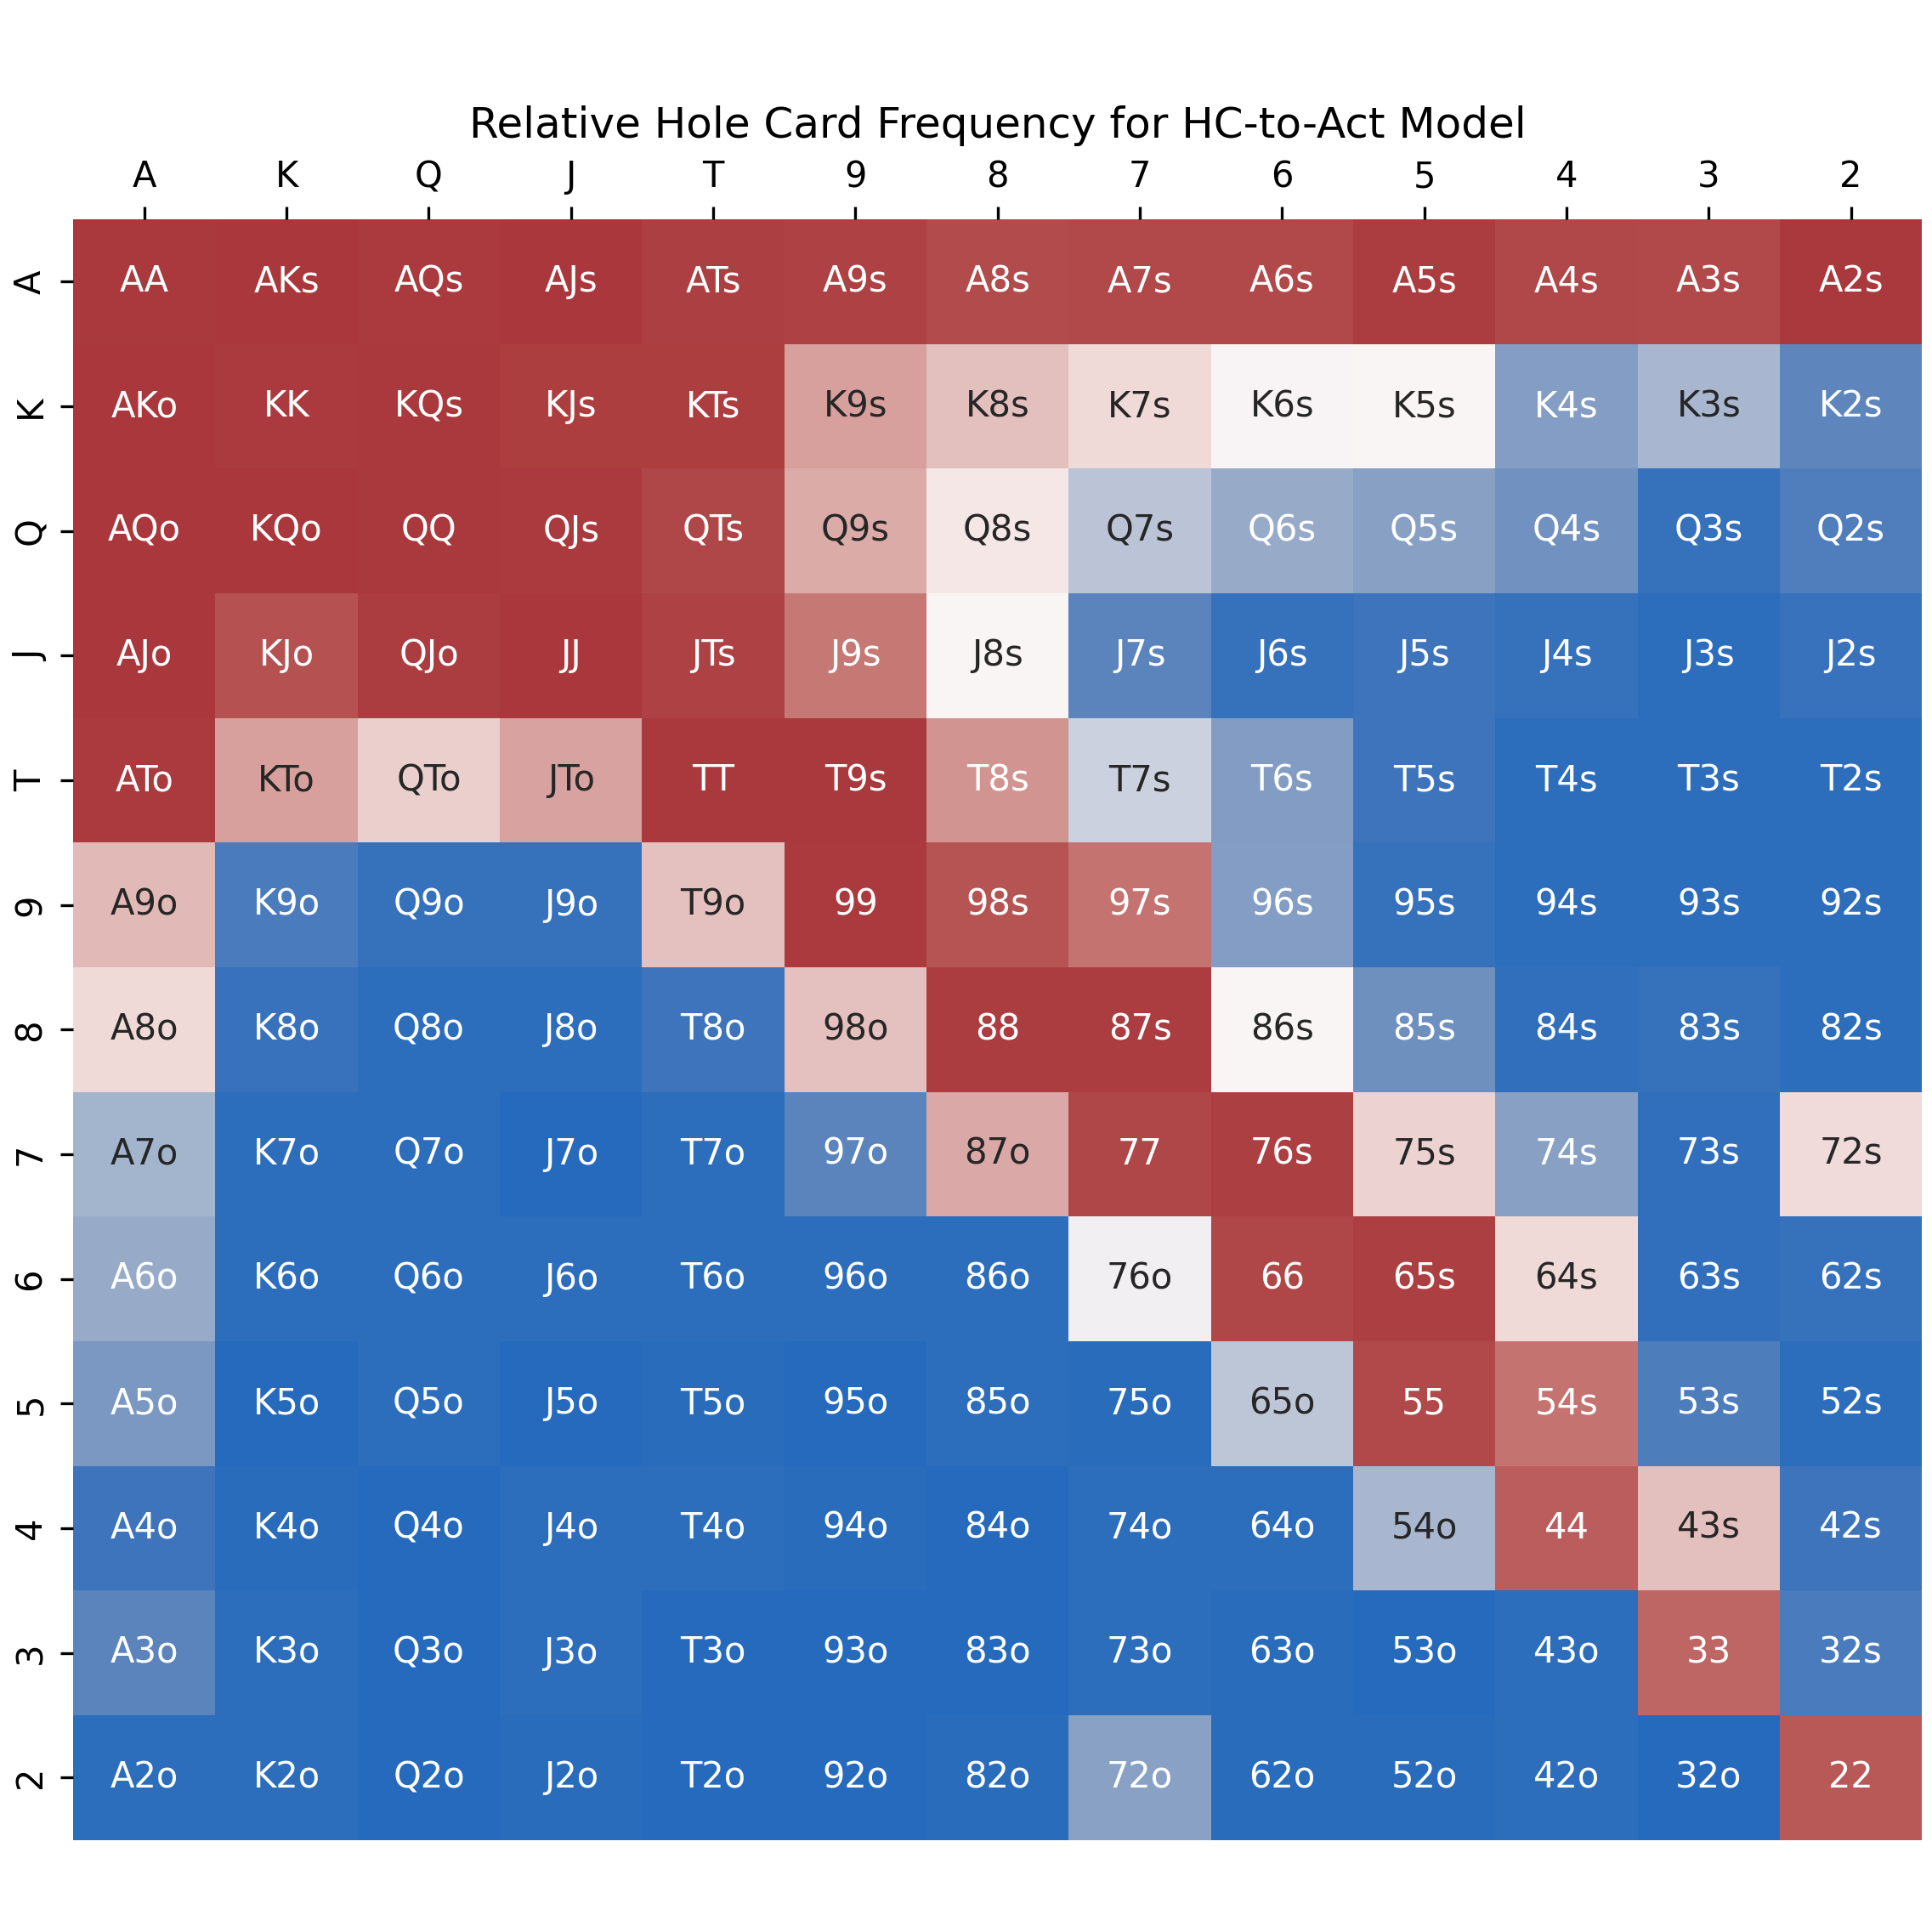 Relative Hole Card Frequency for HC-to-Act Model
A K Q J T 9 8 7 6 5 4 3 2
A AA AKs AQs AJs ATs A9s A8s A7s A6s A5s A4s A3s A2s
K AKo KK KQs KJs KTs K9s K8s K7s K6s K5s K4s K3s K2s
Q AQo KQo QQ QJs QTs Q9s Q8s Q7s Q6s Q5s Q4s Q3s Q2s
J AJo KJo QJo JJ JTs J9s J8s J7s J6s J5s J4s J3s J2s
T ATo KTo QTo JTo TT T9s T8s T7s T6s T5s T4s T3s T2s
9 A9o K9o Q9o J9o T9o 99 98s 97s 96s 95s 94s 93s 92s
8 A8o K8o Q8o J8o T8o 98o 88 87s 86s 85s 84s 83s 82s
7 A7o K7o Q7o J7o T7o 97o 87o 77 76s 75s 74s 73s 72s
6 A6o K6o Q6o J6o T6o 96o 86o 76o 66 65s 64s 63s 62s
5 A5o K5o Q5o J5o T5o 95o 85o 75o 65o 55 54s 53s 52s
4 A4o K4o Q4o J4o T4o 94o 84o 74o 64o 54o 44 43s 42s
3 A3o K3o Q3o J3o T3o 93o 83o 73o 63o 53o 43o 33 32s
2 A2o K2o Q2o J2o T2o 92o 82o 72o 62o 52o 42o 32o 22